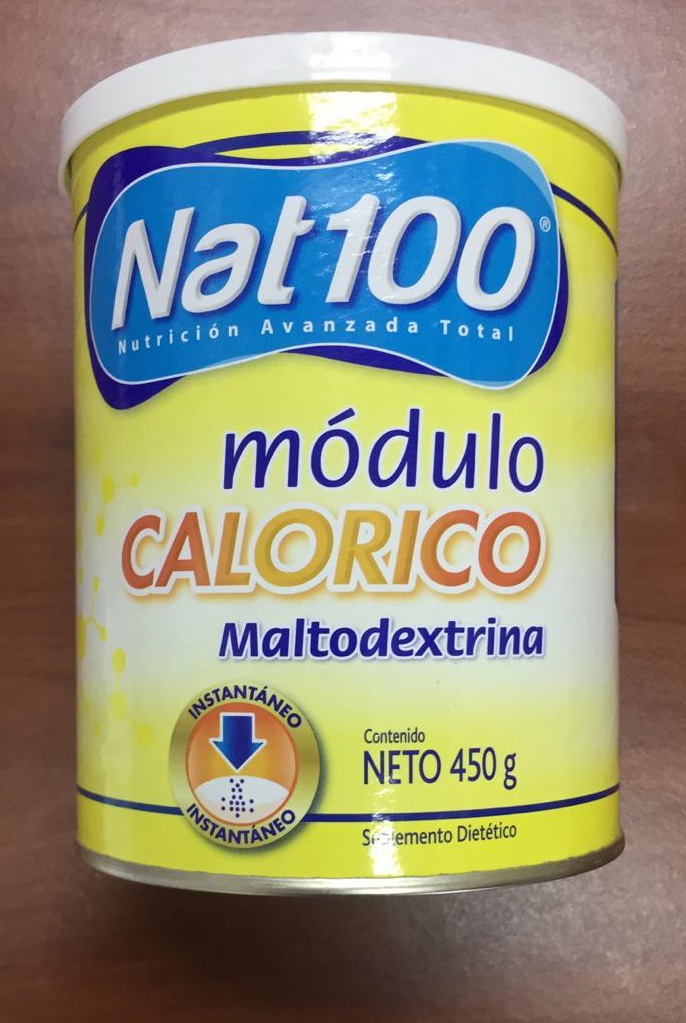 Nat100®
Nutrición Avanzada Total
módulo
CALORICO
Maltodextrina
INSTANTÁNEO
INSTANTÁNEO
Contenido
NETO 450 g
Suplemento Dietético